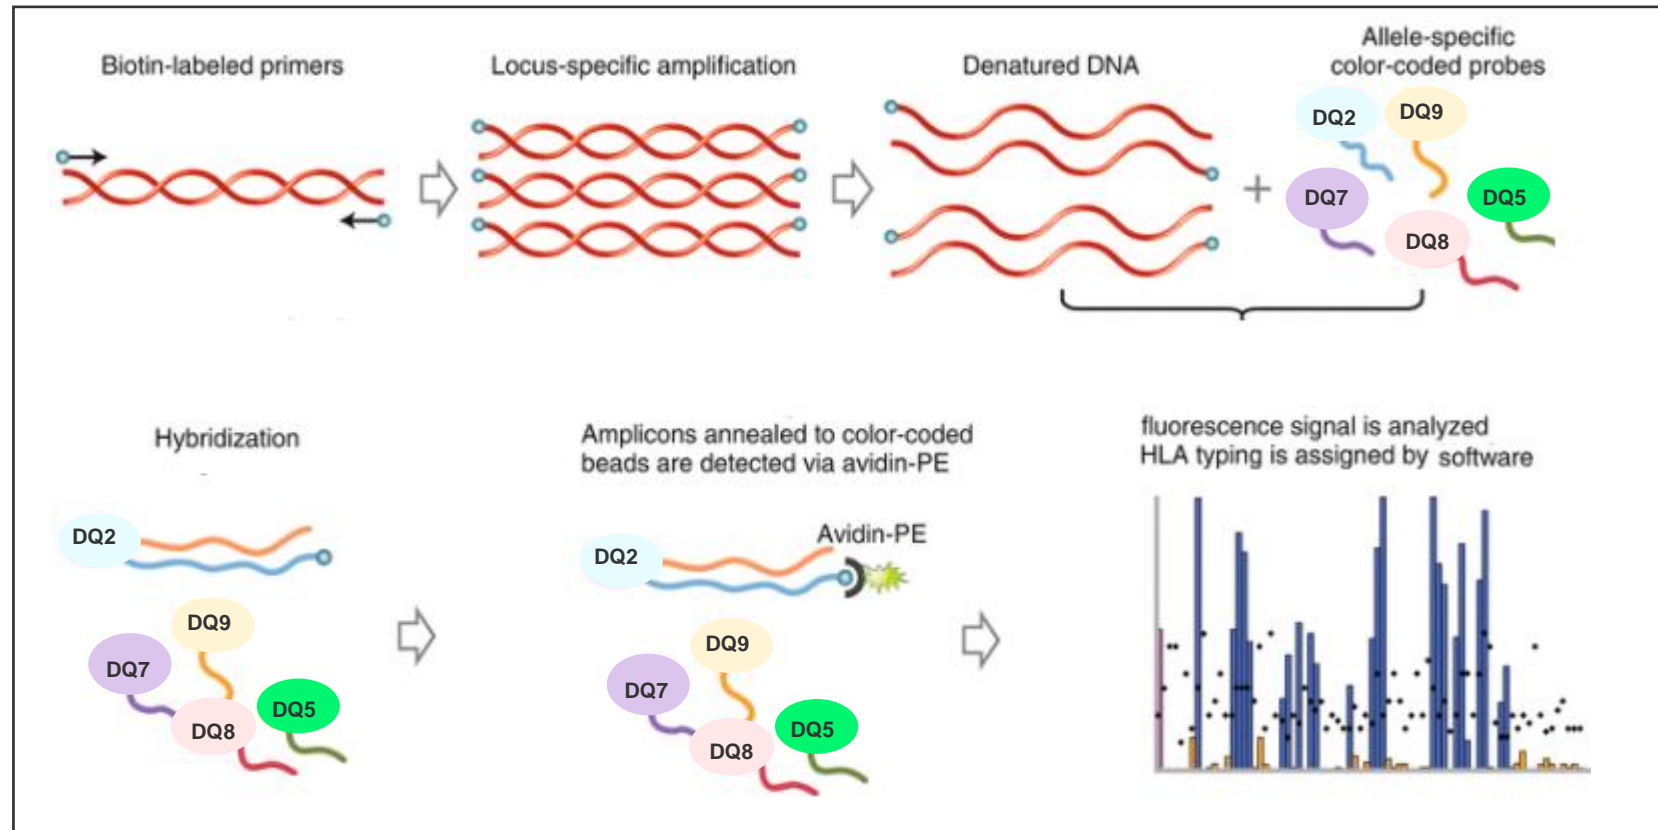 Biotin-labeled primers
Locus-specific amplification
Denatured DNA
Allele-specific
color-coded probes
DQ2
DQ9
DQ7
DQ5
DQ8
+
Hybridization
DQ2
DQ9
DQ7
DQ5
DQ8
Amplicons annealed to color-coded
beads are detected via avidin-PE
Avidin-PE
DQ2
DQ9
DQ7
DQ5
DQ8
fluorescence signal is analyzed
HLA typing is assigned by software